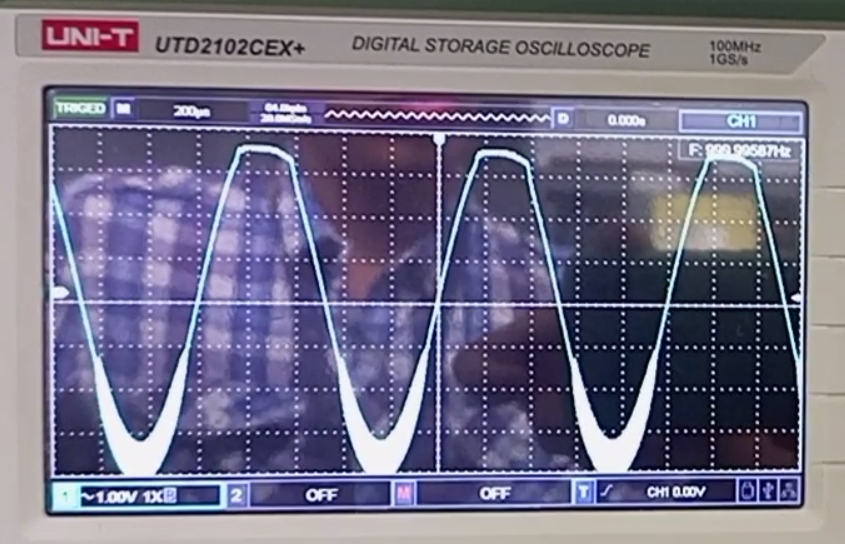 UNI-T UTD2102CEX+ DIGITAL STORAGE OSCILLOSCOPE 100MHz
1GS/s
TRIGED M 200µs D 0.000s CH1
F: 999.99587Hz
1 ~1.00V 1X 2 OFF M OFF T CH1 0.00V